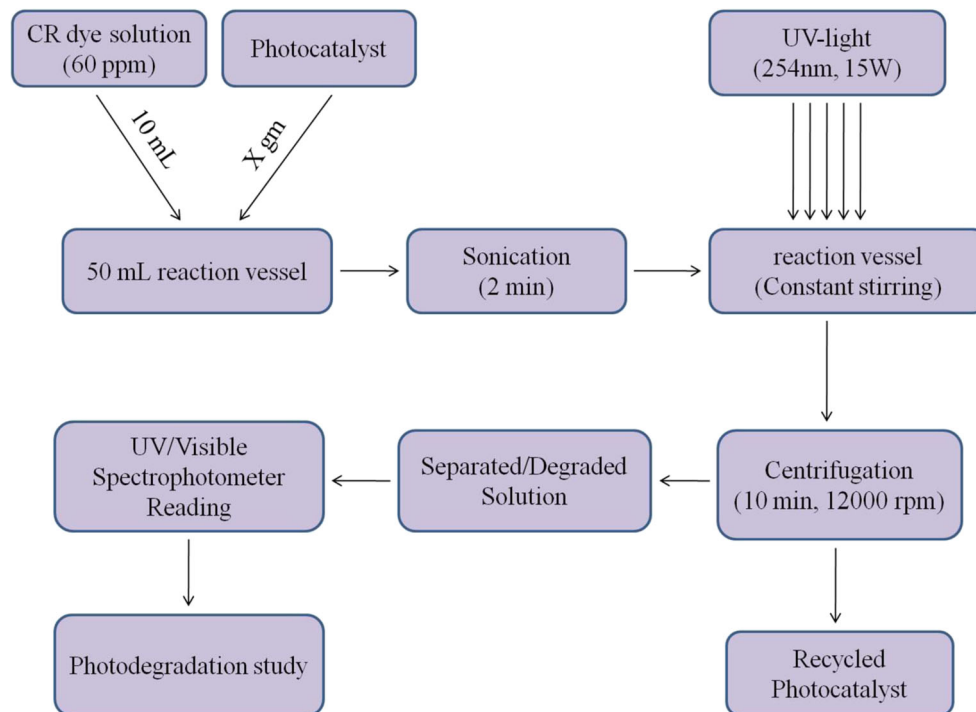 CR dye solution
(60 ppm)
Photocatalyst
UV-light
(254nm, 15W)
10 mL
X gm
50 mL reaction vessel
Sonication
(2 min)
reaction vessel
(Constant stirring)
UV/Visible
Spectrophotometer
Reading
Separated/Degraded
Solution
Centrifugation
(10 min, 12000 rpm)
Photodegradation study
Recycled
Photocatalyst